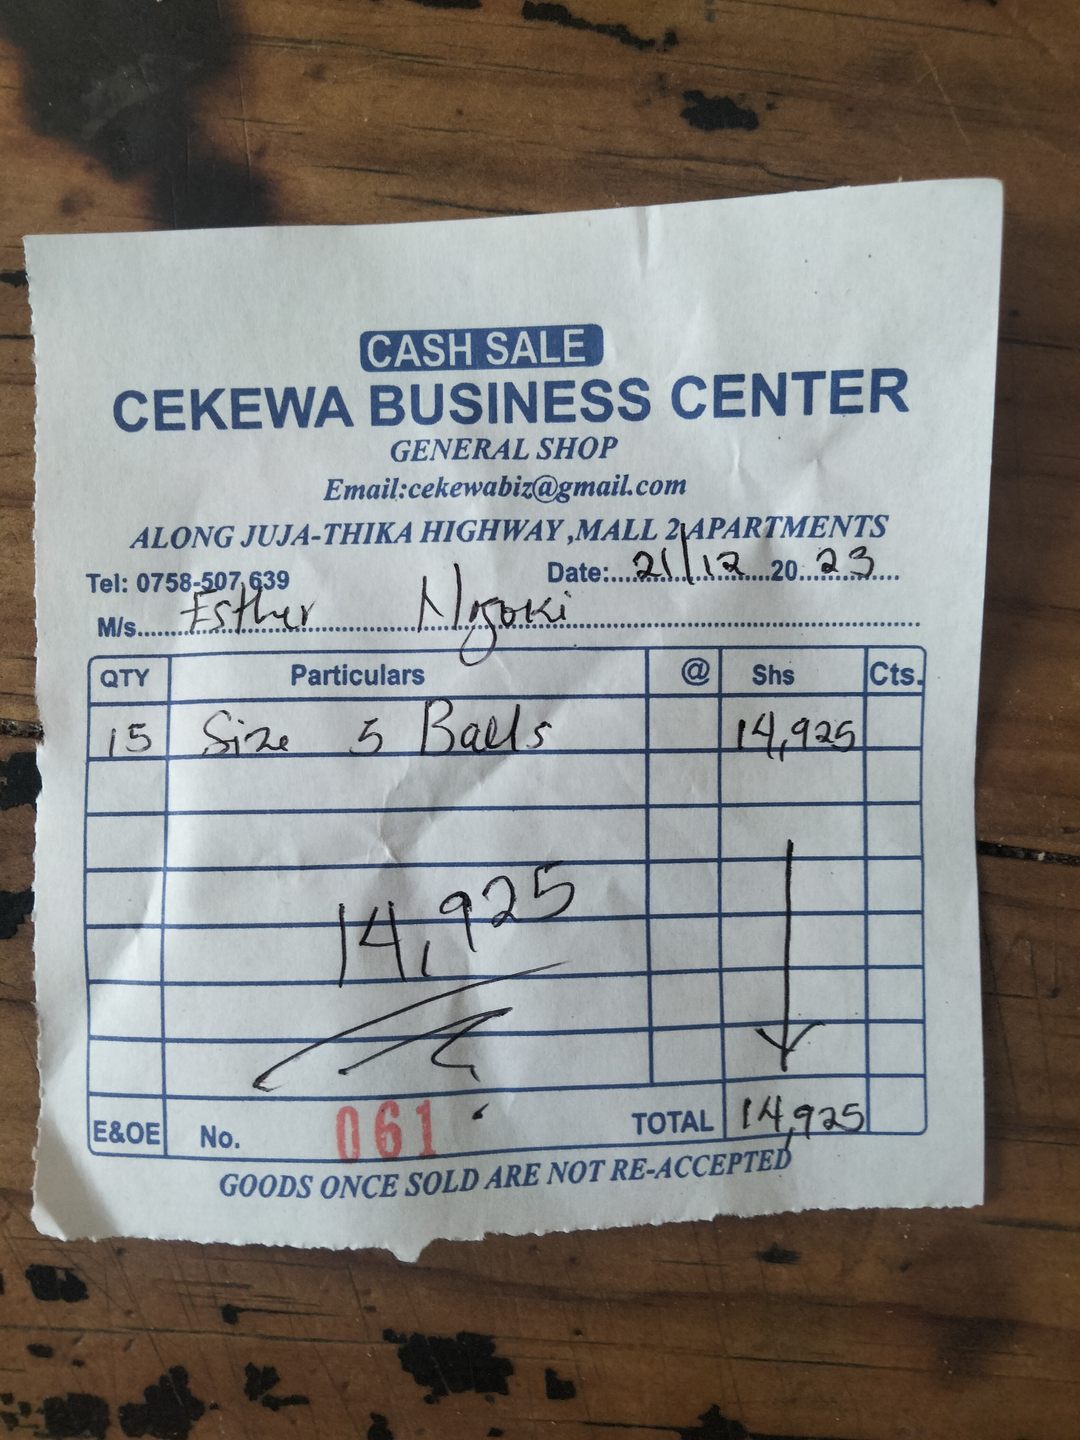 CASH SALE
CEKEWA BUSINESS CENTER
GENERAL SHOP
Email:cekewabiz@gmail.com
ALONG JUJA-THIKA HIGHWAY ,MALL 2 APARTMENTS
Tel: 0758-507 639 Date:....21/12....20..23....
M/s.....Esther
QTY Particulars @ Shs Cts.
15 Size 5 Balls 14,925
14,925
E&OE No. 061 TOTAL 14,925
GOODS ONCE SOLD ARE NOT RE-ACCEPTED